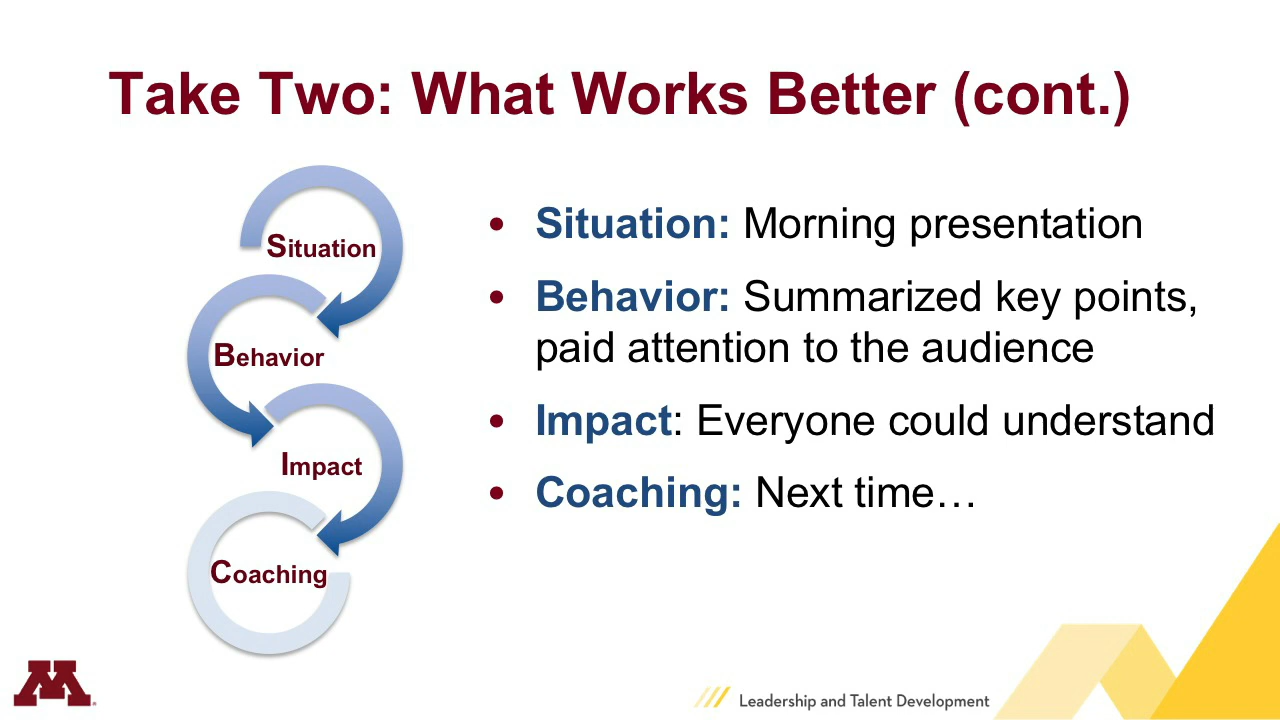 Take Two: What Works Better (cont.)
Situation
Behavior
Impact
Coaching
• Situation: Morning presentation
• Behavior: Summarized key points,
paid attention to the audience
• Impact: Everyone could understand
• Coaching: Next time…
M
Leadership and Talent Development